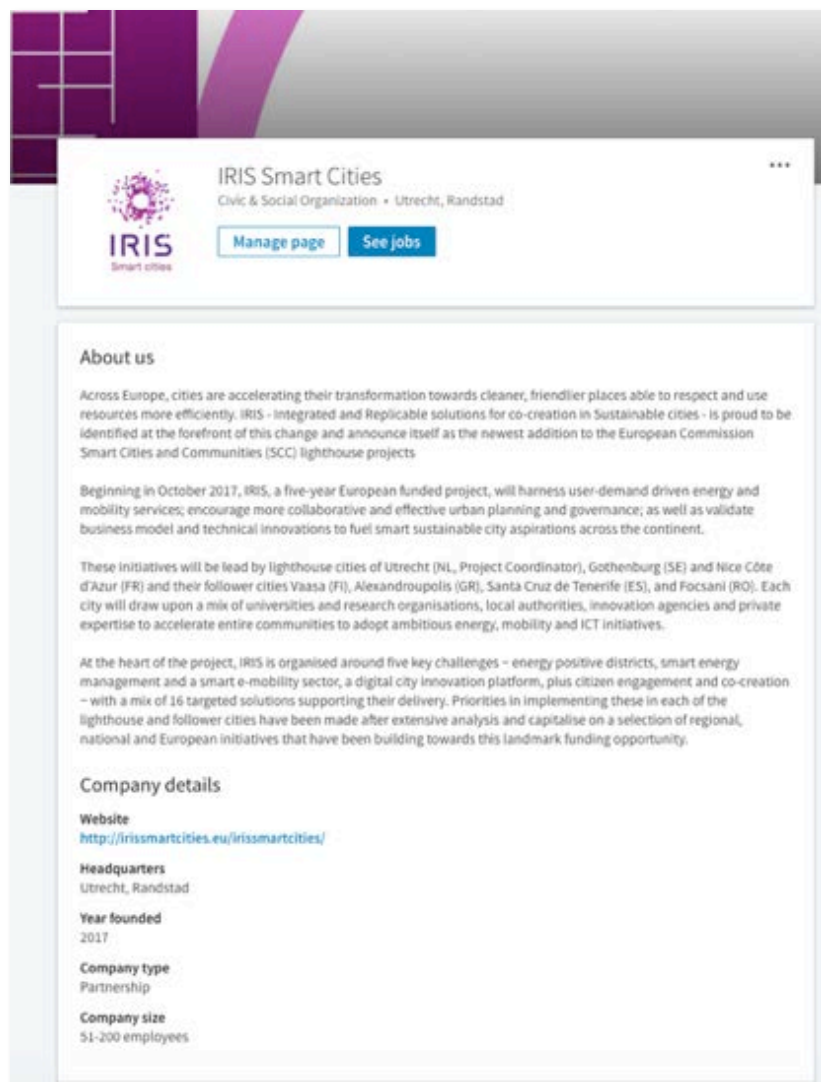 IRIS
Smart cities
IRIS Smart Cities
Civic & Social Organization • Utrecht, Randstad
•••
Manage page
See jobs
About us
Across Europe, cities are accelerating their transformation towards cleaner, friendlier places able to respect and use
resources more efficiently. IRIS - Integrated and Replicable solutions for co-creation in Sustainable cities - is proud to be
identified at the forefront of this change and announce itself as the newest addition to the European Commission
Smart Cities and Communities (SCC) lighthouse projects
Beginning in October 2017, IRIS, a five-year European funded project, will harness user-demand driven energy and
mobility services; encourage more collaborative and effective urban planning and governance; as well as validate
business model and technical innovations to fuel smart sustainable city aspirations across the continent.
These initiatives will be lead by lighthouse cities of Utrecht (NL, Project Coordinator), Gothenburg (SE) and Nice Côte
d'Azur (FR) and their follower cities Vaasa (FI), Alexandroupolis (GR), Santa Cruz de Tenerife (ES), and Focsani (RO). Each
city will draw upon a mix of universities and research organisations, local authorities, innovation agencies and private
expertise to accelerate entire communities to adopt ambitious energy, mobility and ICT initiatives.
At the heart of the project, IRIS is organised around five key challenges – energy positive districts, smart energy
management and a smart e-mobility sector, a digital city innovation platform, plus citizen engagement and co-creation
– with a mix of 16 targeted solutions supporting their delivery. Priorities in implementing these in each of the
lighthouse and follower cities have been made after extensive analysis and capitalise on a selection of regional,
national and European initiatives that have been building towards this landmark funding opportunity.
Company details
Website
http://irissmartcities.eu/irissmartcities/
Headquarters
Utrecht, Randstad
Year founded
2017
Company type
Partnership
Company size
51-200 employees